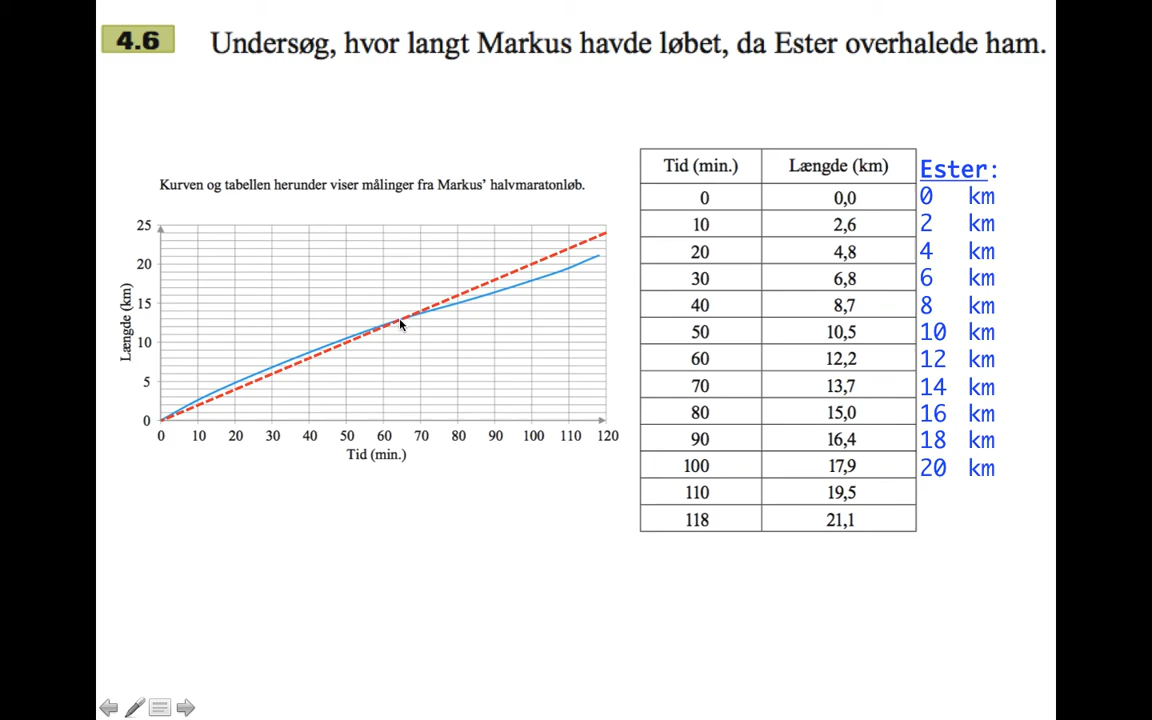 4.6 Undersøg, hvor langt Markus havde løbet, da Ester overhalede ham.
Kurven og tabellen herunder viser målinger fra Markus' halvmaratonløb.
25
20
15
10
5
0
Længde (km)
0 10 20 30 40 50 60 70 80 90 100 110 120
Tid (min.)
Tid (min.) Længde (km) Ester:
0 0,0 0 km
10 2,6 2 km
20 4,8 4 km
30 6,8 6 km
40 8,7 8 km
50 10,5 10 km
60 12,2 12 km
70 13,7 14 km
80 15,0 16 km
90 16,4 18 km
100 17,9 20 km
110 19,5
118 21,1